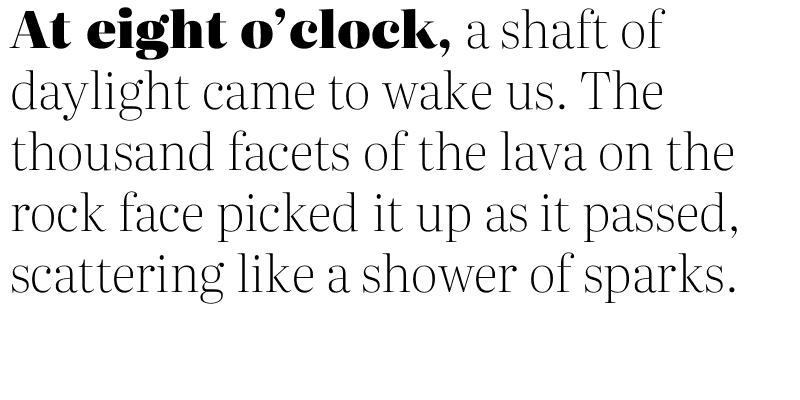 At eight o’clock, a shaft of
daylight came to wake us. The
thousand facets of the lava on the
rock face picked it up as it passed,
scattering like a shower of sparks.